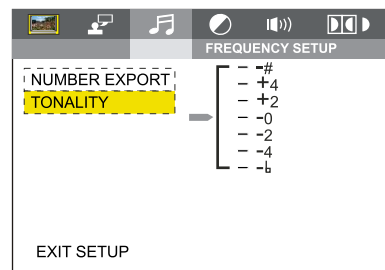 FREQUENCY SETUP
NUMBER EXPORT
TONALITY
– -#
– +4
– +2
– -0
– -2
– -4
– -♭
EXIT SETUP